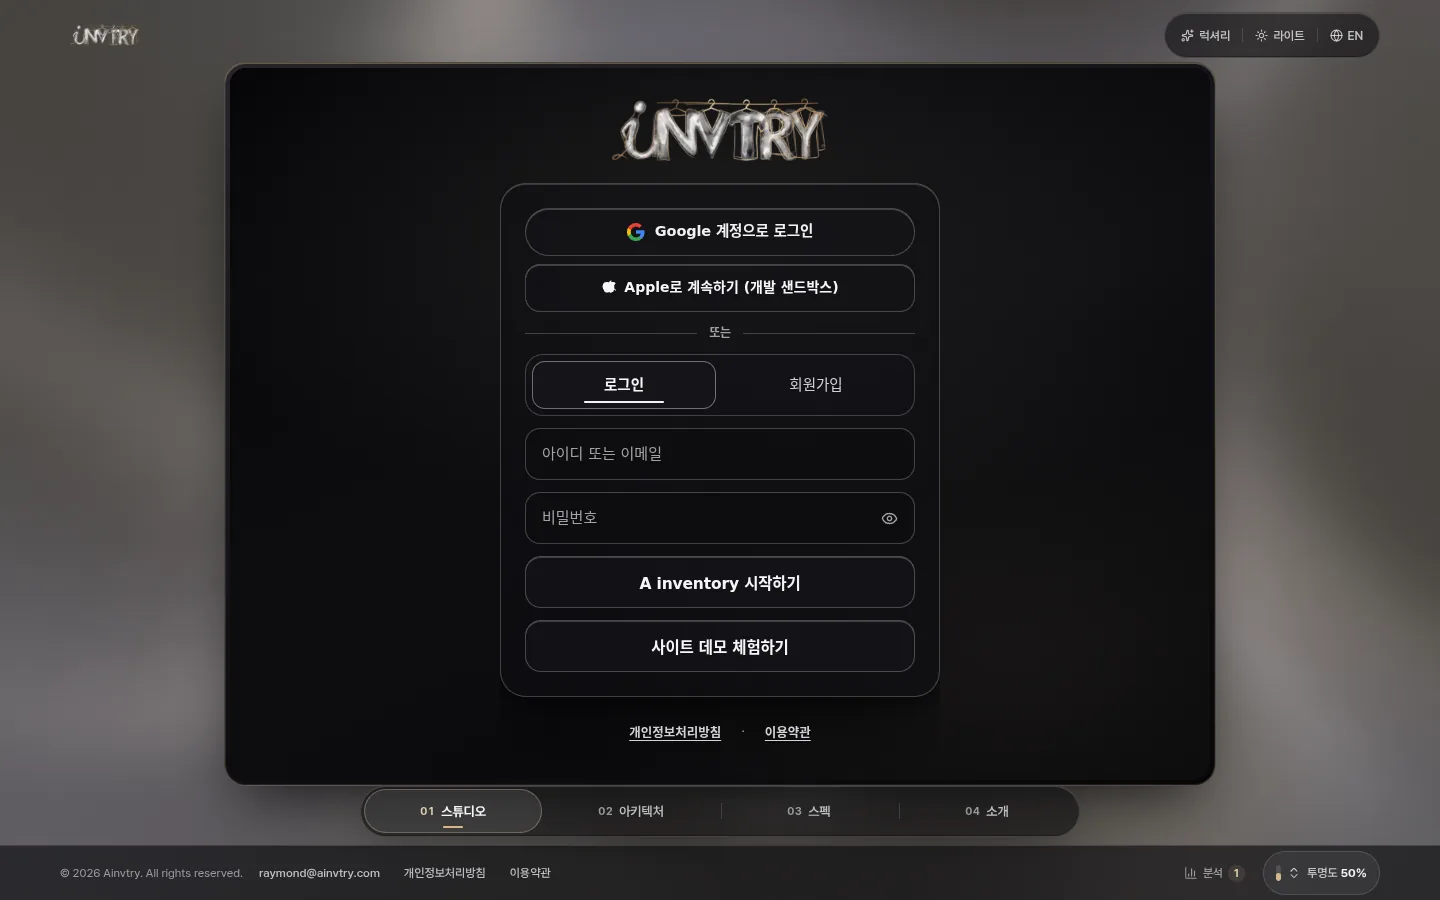 iNVTRY
럭셔리
라이트
EN
iNVTRY
Google 계정으로 로그인
Apple로 계속하기 (개발 샌드박스)
또는
로그인 회원가입
아이디 또는 이메일
비밀번호
A inventory 시작하기
사이트 데모 체험하기
개인정보처리방침 · 이용약관
01 스튜디오 02 아키텍처 03 스펙 04 소개
© 2026 Ainvtry. All rights reserved. raymond@ainvtry.com 개인정보처리방침 이용약관 분석 1 투명도 50%